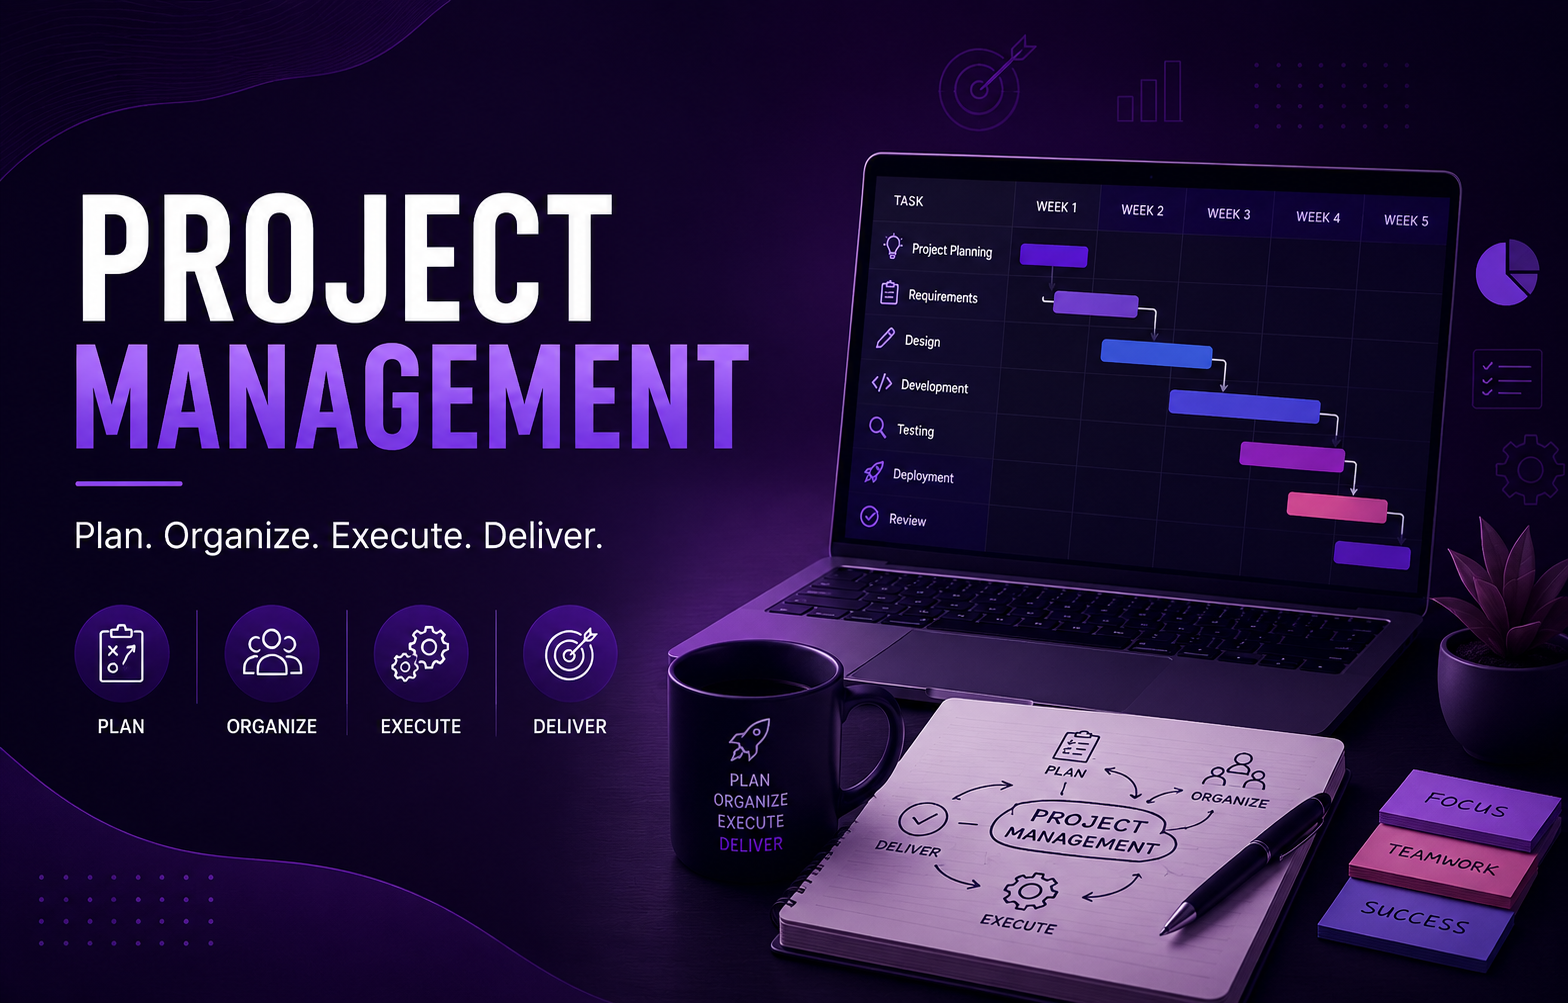 PROJECT
MANAGEMENT
Plan. Organize. Execute. Deliver.
PLAN
ORGANIZE
EXECUTE
DELIVER
TASK WEEK 1 WEEK 2 WEEK 3 WEEK 4 WEEK 5
Project Planning
Requirements
Design
Development
Testing
Deployment
Review
PLAN
ORGANIZE
EXECUTE
DELIVER
PLAN
ORGANIZE
PROJECT
MANAGEMENT
DELIVER
EXECUTE
FOCUS
TEAMWORK
SUCCESS